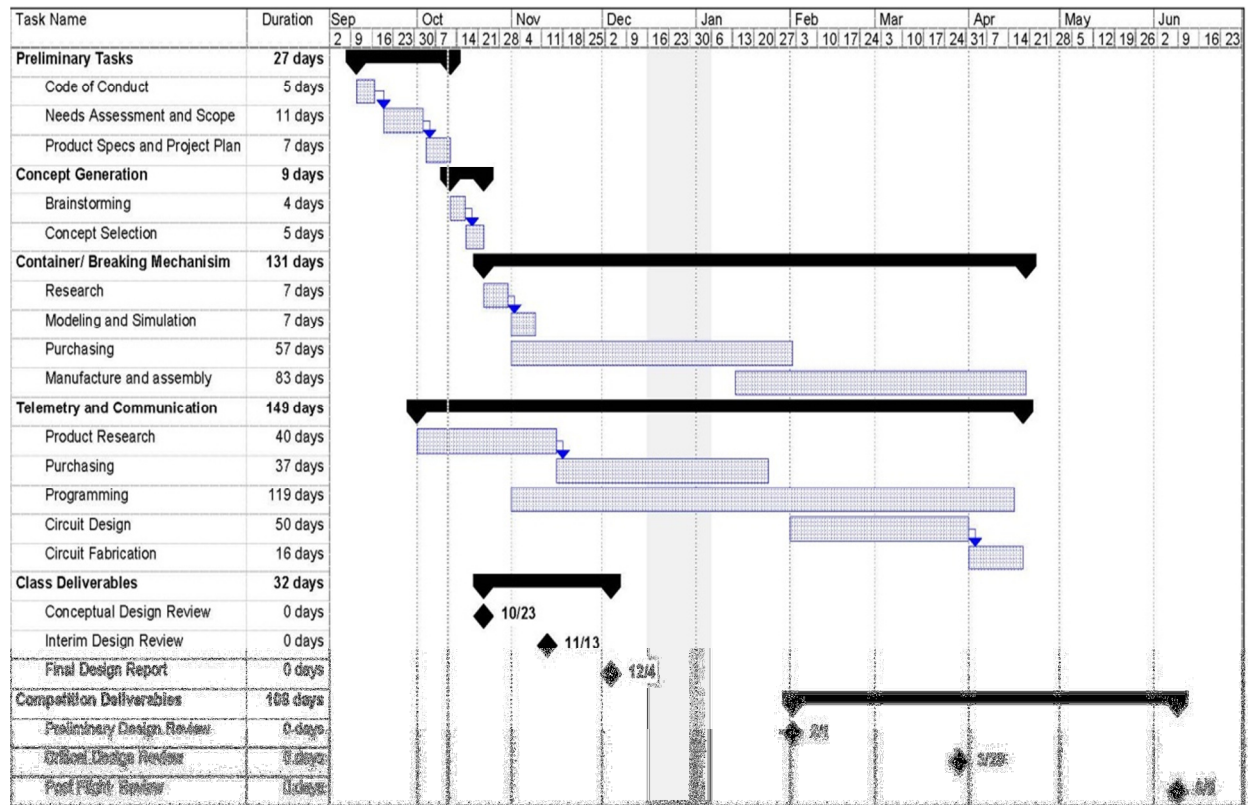 Task Name Duration Sep Oct Nov Dec Jan Feb Mar Apr May Jun
2 9 16 23 30 7 14 21 28 4 11 18 25 2 9 16 23 30 6 13 20 27 3 10 17 24 3 10 17 24 31 7 14 21 28 5 12 19 26 2 9 16 23
Preliminary Tasks 27 days
Code of Conduct 5 days
Needs Assessment and Scope 11 days
Product Specs and Project Plan 7 days
Concept Generation 9 days
Brainstorming 4 days
Concept Selection 5 days
Container/ Breaking Mechanisim 131 days
Research 7 days
Modeling and Simulation 7 days
Purchasing 57 days
Manufacture and assembly 83 days
Telemetry and Communication 149 days
Product Research 40 days
Purchasing 37 days
Programming 119 days
Circuit Design 50 days
Circuit Fabrication 16 days
Class Deliverables 32 days
Conceptual Design Review 0 days 10/23
Interim Design Review 0 days 11/13
Final Design Report 0 days 12/4
Competition Deliverables days
Preliminary Design Review 0 days
Critical Design Review 0 days
Post Flight Review 0 days